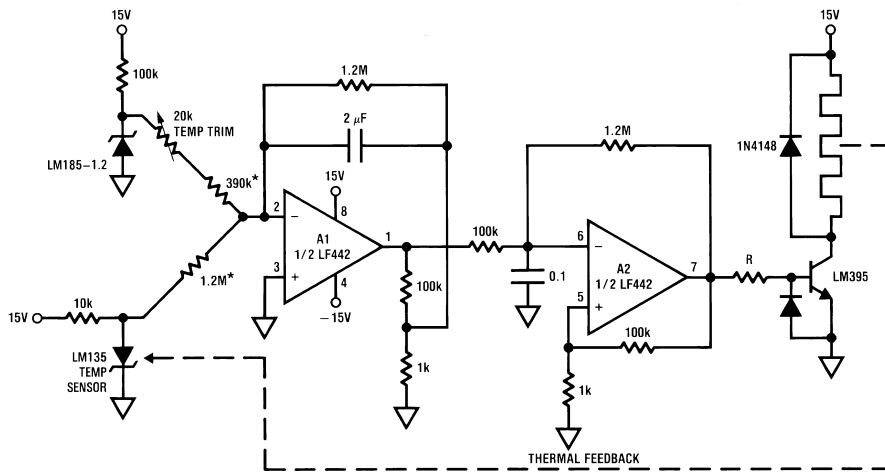 15V
100k
20k
TEMP TRIM
LM185–1.2
390k*
1.2M*
15V
10k
LM135
TEMP
SENSOR
1.2M
2 μF
15V
2
–
8
A1
1/2 LF442
1
3
+
4
–15V
100k
1k
100k
0.1
1.2M
6
–
A2
1/2 LF442
7
5
+
100k
1k
R
15V
1N4148
LM395
THERMAL FEEDBACK